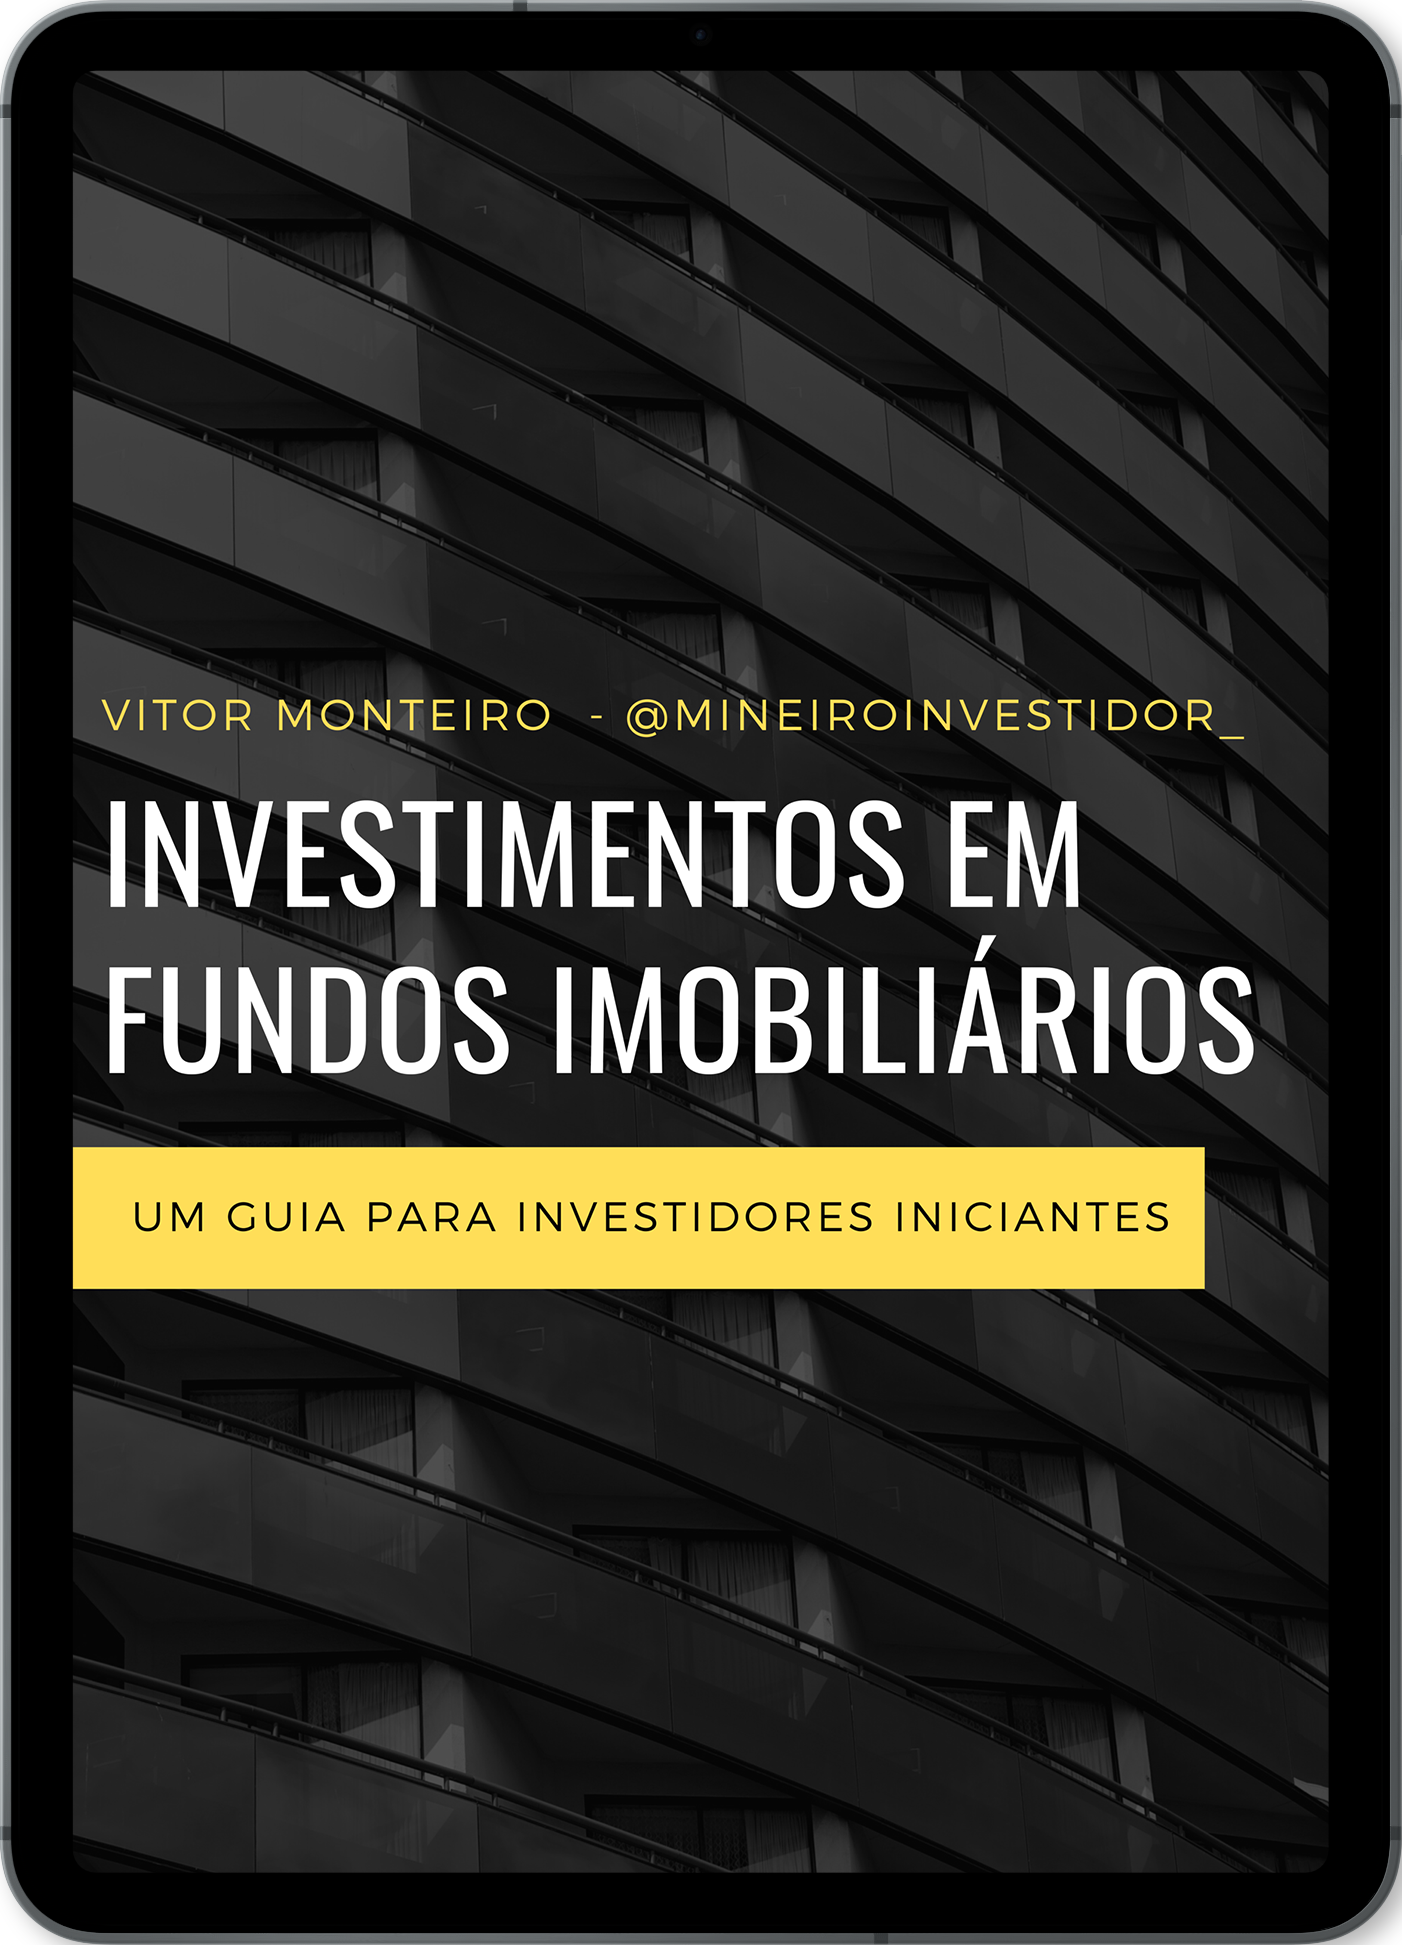 VITOR MONTEIRO - @MINEIROINVESTIDOR_
INVESTIMENTOS EM
FUNDOS IMOBILIÁRIOS
UM GUIA PARA INVESTIDORES INICIANTES